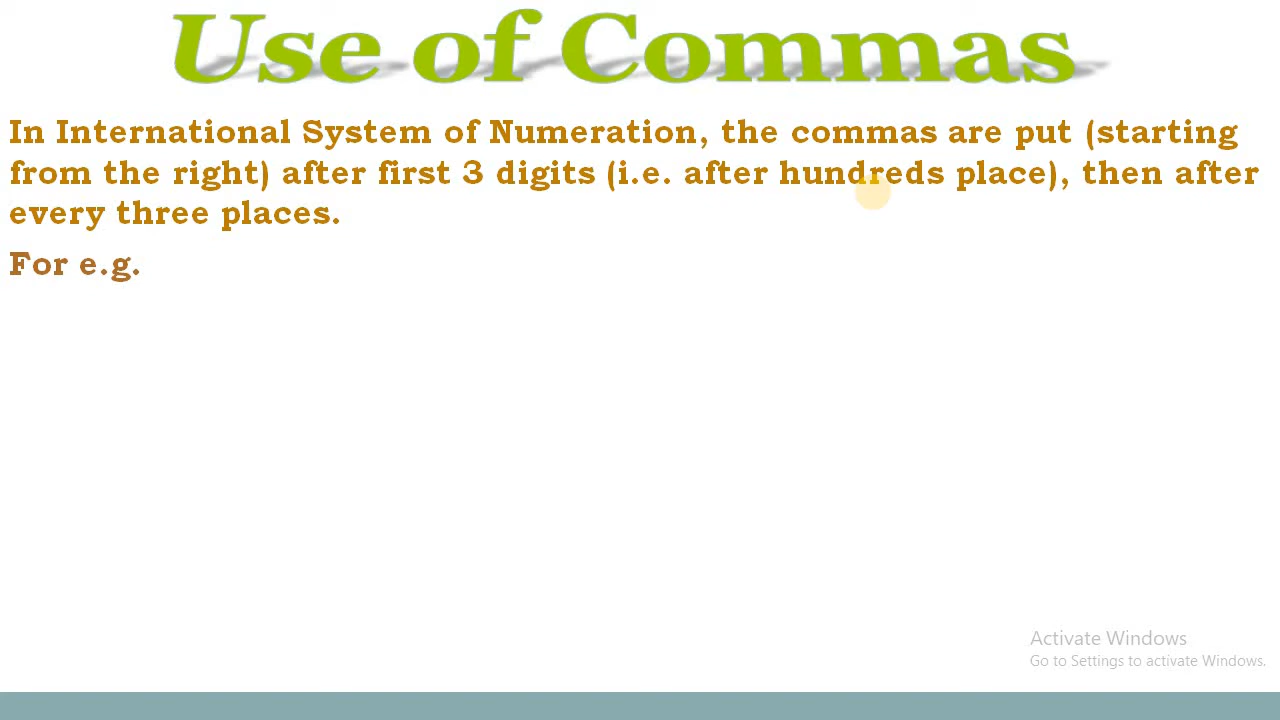 Use of Commas
In International System of Numeration, the commas are put (starting
from the right) after first 3 digits (i.e. after hundreds place), then after
every three places.
For e.g.
Activate Windows
Go to Settings to activate Windows.